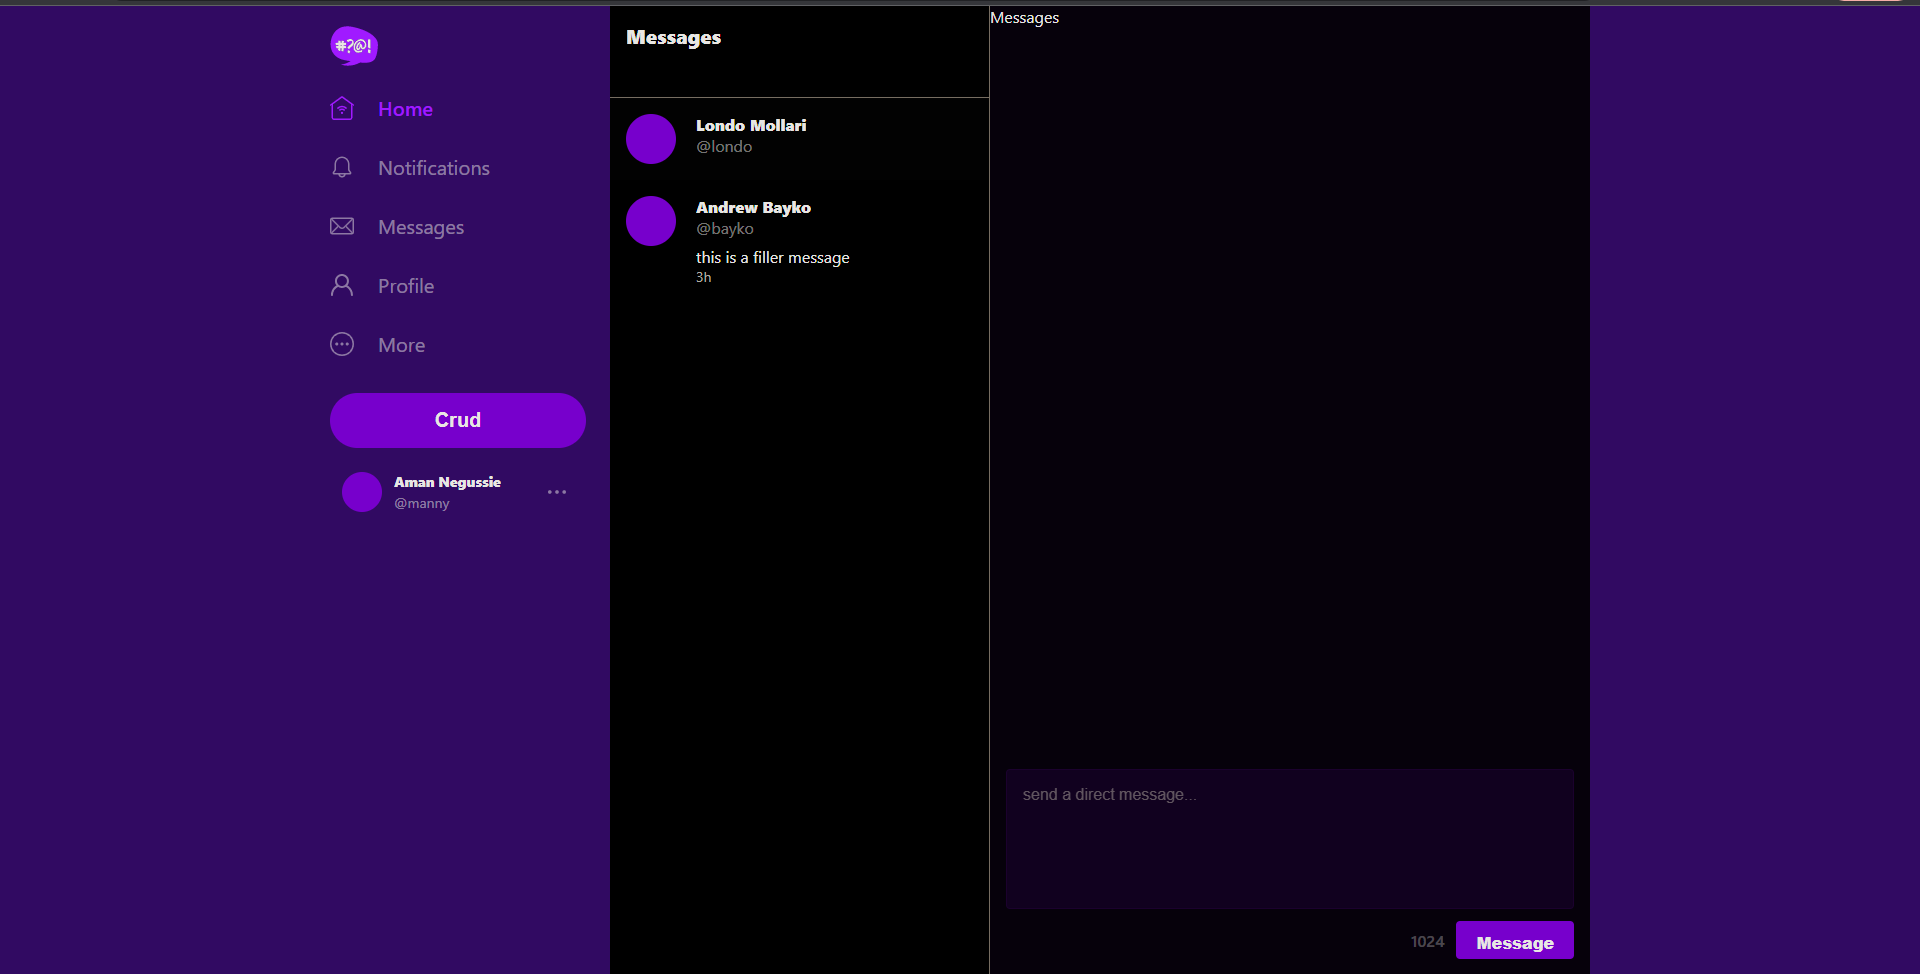 #?@!
Home
Notifications
Messages
Profile
More
Crud
Aman Negussie
@manny
Messages
Londo Mollari
@londo
Andrew Bayko
@bayko
this is a filler message
3h
Messages
send a direct message...
1024
Message